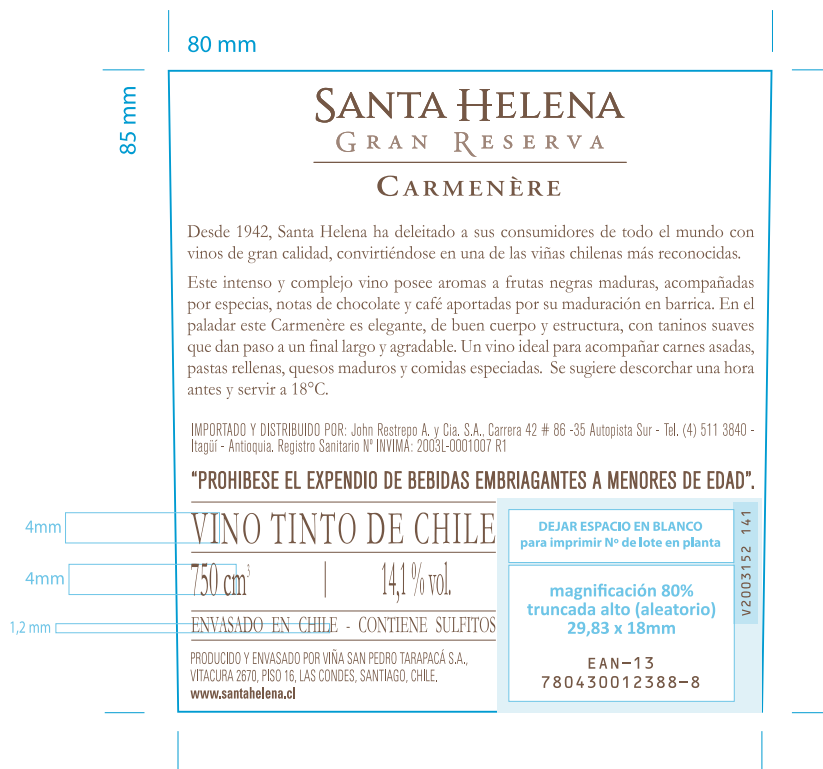 80 mm
85 mm
SANTA HELENA
GRAN RESERVA
CARMENÈRE
Desde 1942, Santa Helena ha deleitado a sus consumidores de todo el mundo con
vinos de gran calidad, convirtiéndose en una de las viñas chilenas más reconocidas.
Este intenso y complejo vino posee aromas a frutas negras maduras, acompañadas
por especias, notas de chocolate y café aportadas por su maduración en barrica. En el
paladar este Carmenère es elegante, de buen cuerpo y estructura, con taninos suaves
que dan paso a un final largo y agradable. Un vino ideal para acompañar carnes asadas,
pastas rellenas, quesos maduros y comidas especiadas. Se sugiere descorchar una hora
antes y servir a 18°C.
IMPORTADO Y DISTRIBUIDO POR: John Restrepo A. y Cia. S.A., Carrera 42 # 86 -35 Autopista Sur - Tel. (4) 511 3840 -
Itagüí - Antioquia. Registro Sanitario Nº INVIMA: 2003L-0001007 R1
“PROHIBESE EL EXPENDIO DE BEBIDAS EMBRIAGANTES A MENORES DE EDAD”.
4mm
VINO TINTO DE CHILE
4mm
750 cm³ | 14,1 % vol.
1,2 mm
ENVASADO EN CHILE - CONTIENE SULFITOS
PRODUCIDO Y ENVASADO POR VIÑA SAN PEDRO TARAPACÁ S.A.,
VITACURA 2670, PISO 16, LAS CONDES, SANTIAGO, CHILE.
www.santahelena.cl
DEJAR ESPACIO EN BLANCO
para imprimir Nº de lote en planta
V2003152 141
magnificación 80%
truncada alto (aleatorio)
29,83 x 18mm
EAN-13
780430012388-8